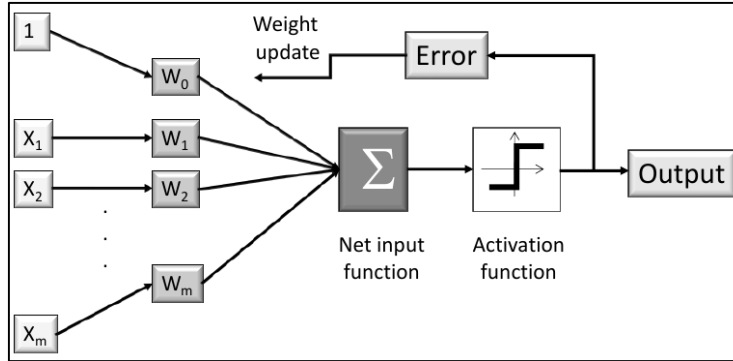 1
Weight
update
Error
W₀
X₁
W₁
X₂
W₂
Σ
Output
.
.
.
.
.
.
Net input
function
Activation
function
Wₘ
Xₘ